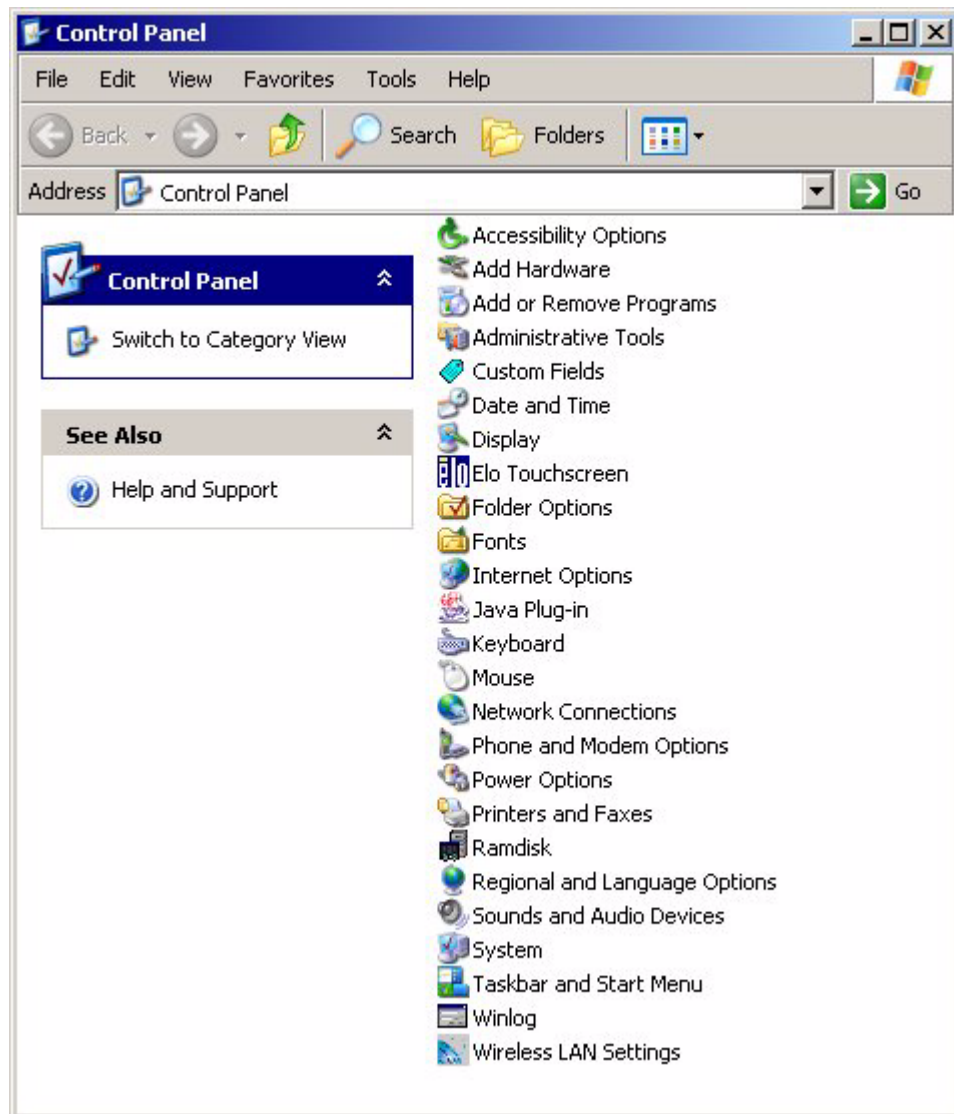 Control Panel
File Edit View Favorites Tools Help
Back Search Folders
Address Control Panel Go
Control Panel
Switch to Category View
See Also
Help and Support
Accessibility Options
Add Hardware
Add or Remove Programs
Administrative Tools
Custom Fields
Date and Time
Display
elo Elo Touchscreen
Folder Options
Fonts
Internet Options
Java Plug-in
Keyboard
Mouse
Network Connections
Phone and Modem Options
Power Options
Printers and Faxes
Ramdisk
Regional and Language Options
Sounds and Audio Devices
System
Taskbar and Start Menu
Winlog
Wireless LAN Settings